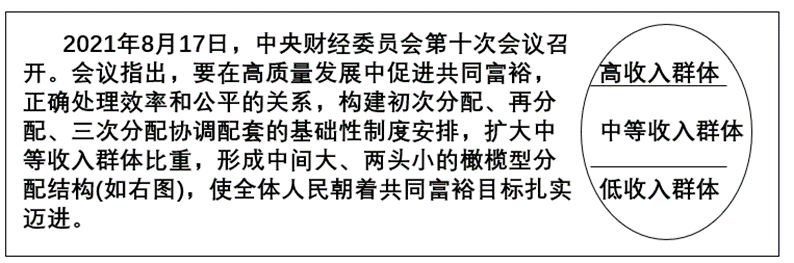 2021年8月17日，中央财经委员会第十次会议召
开。会议指出，要在高质量发展中促进共同富裕，
正确处理效率和公平的关系，构建初次分配、再分
配、三次分配协调配套的基础性制度安排，扩大中
等收入群体比重，形成中间大、两头小的橄榄型分
配结构(如右图)，使全体人民朝着共同富裕目标扎实
迈进。
高收入群体
中等收入群体
低收入群体